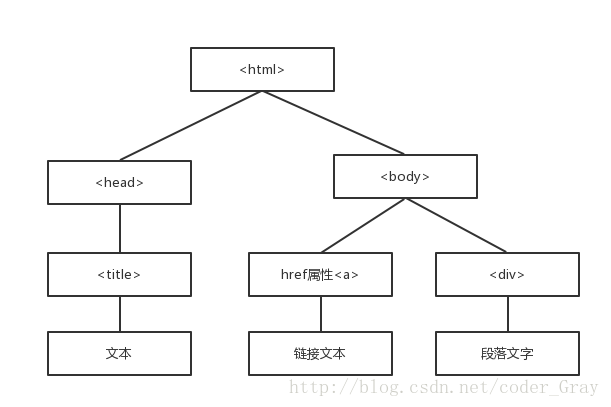 <html>
<head>
<body>
<title>
href属性<a>
<div>
文本
链接文本
段落文字
http://blog.csdn.net/coder_Gray